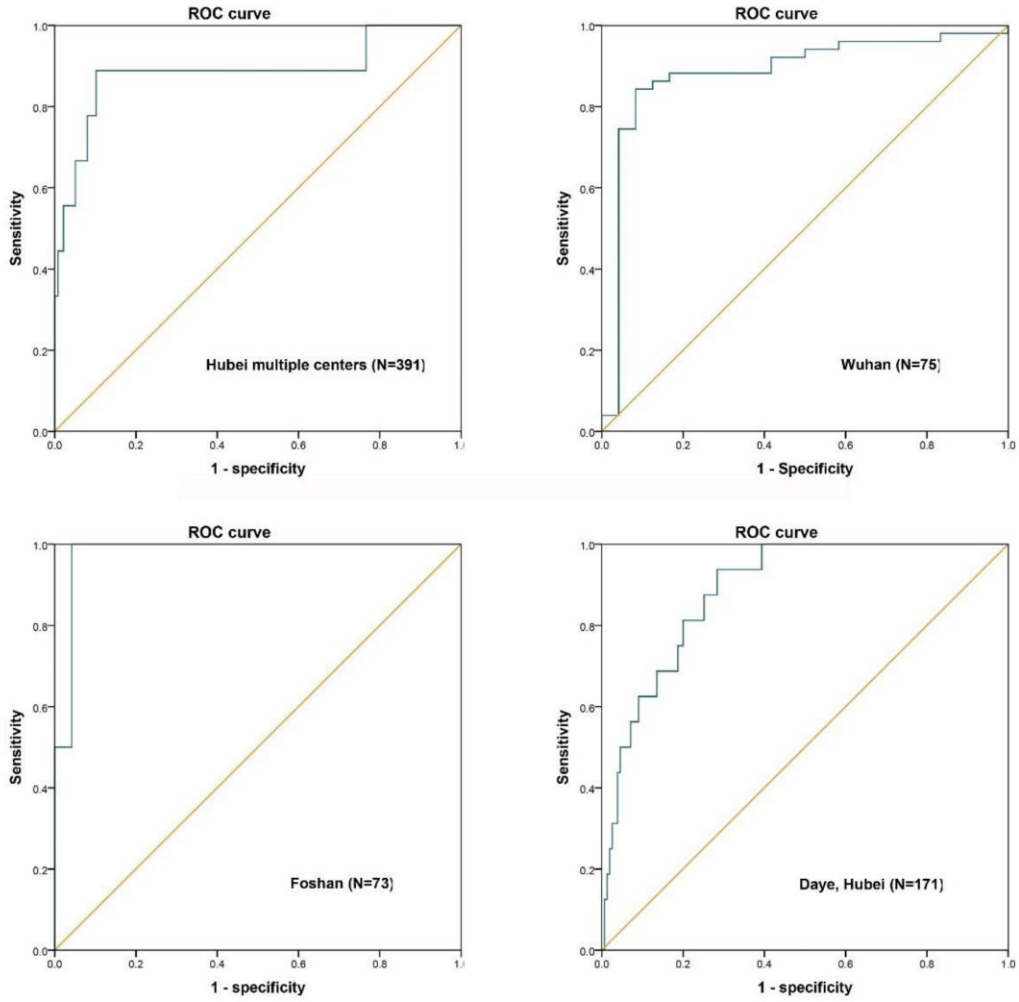 ROC curve
1.0
0.8
0.6
0.4
0.2
0.0
Sensitivity
Hubei multiple centers (N=391)
0.0 0.2 0.4 0.6 0.8 1.
1 - specificity
ROC curve
1.0
0.8
0.6
0.4
0.2
0.0
Sensitivity
Wuhan (N=75)
0.0 0.2 0.4 0.6 0.8 1.0
1 - Specificity
ROC curve
1.0
0.8
0.6
0.4
0.2
0.0
Sensitivity
Foshan (N=73)
0.0 0.2 0.4 0.6 0.8 1.
1 - specificity
ROC curve
1.0
0.8
0.6
0.4
0.2
0.0
Sensitivity
Daye, Hubei (N=171)
0.0 0.2 0.4 0.6 0.8 1.0
1 - specificity